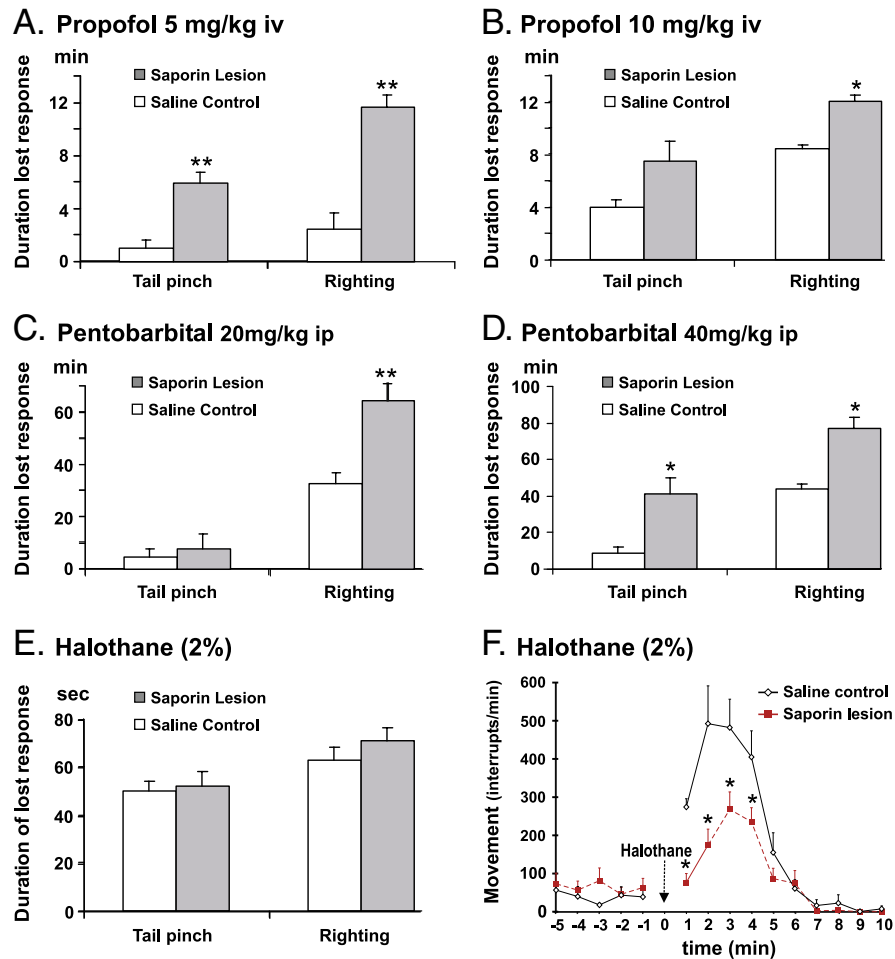 A. Propofol 5 mg/kg iv
min
Duration lost response
Saporin Lesion
Saline Control
12
8
4
2
0
**
**
Tail pinch
Righting
B. Propofol 10 mg/kg iv
min
Duration lost response
Saporin Lesion
Saline Control
12
8
4
0
*
Tail pinch
Righting
C. Pentobarbital 20mg/kg ip
min
Duration lost response
Saporin Lesion
Saline Control
60
40
20
10
0
**
Tail pinch
Righting
D. Pentobarbital 40mg/kg ip
min
Duration lost response
Saporin Lesion
Saline Control
100
80
60
40
20
0
*
*
Tail pinch
Righting
E. Halothane (2%)
sec
Duration of lost response
Saporin Lesion
Saline Control
80
60
40
20
0
Tail pinch
Righting
F. Halothane (2%)
Movement (interrupts/min)
Saline control
Saporin lesion
600
500
400
300
200
100
0
Halothane
*
*
*
*
-5 -4 -3 -2 -1 0 1 2 3 4 5 6 7 8 9 10
time (min)